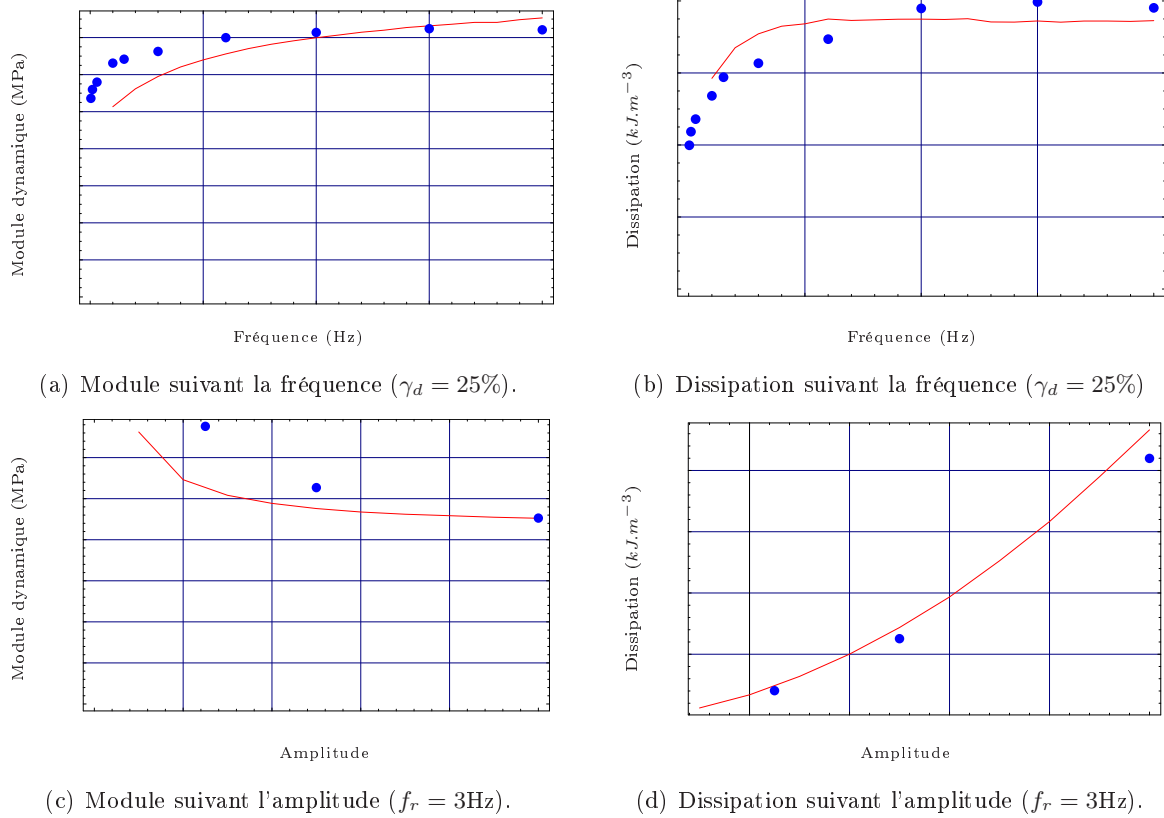 Module dynamique (MPa)
Fréquence (Hz)
(a) Module suivant la fréquence (γ_d = 25%).
Dissipation (kJ.m⁻³)
Fréquence (Hz)
(b) Dissipation suivant la fréquence (γ_d = 25%)
Module dynamique (MPa)
Amplitude
(c) Module suivant l'amplitude (f_r = 3Hz).
Dissipation (kJ.m⁻³)
Amplitude
(d) Dissipation suivant l'amplitude (f_r = 3Hz).